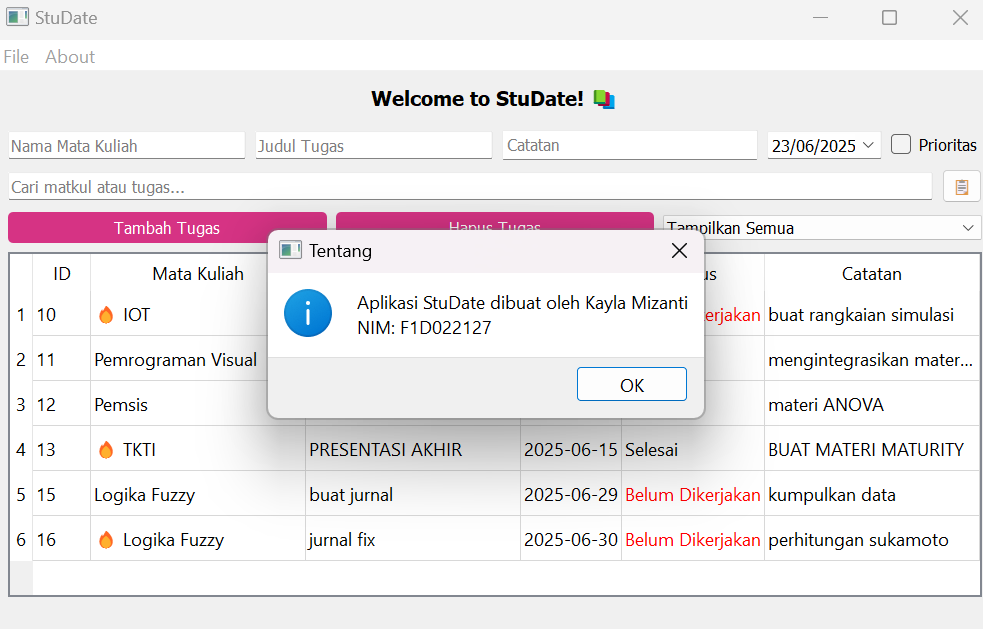 StuDate
File About
Welcome to StuDate!
Nama Mata Kuliah Judul Tugas Catatan 23/06/2025 Prioritas
Cari matkul atau tugas...
Tambah Tugas Hapus Tugas Tampilkan Semua
Tentang
Aplikasi StuDate dibuat oleh Kayla Mizanti
NIM: F1D022127
OK
ID Mata Kuliah Catatan
1 10 IOT buat rangkaian simulasi
2 11 Pemrograman Visual mengintegrasikan mater...
3 12 Pemsis materi ANOVA
4 13 TKTI PRESENTASI AKHIR 2025-06-15 Selesai BUAT MATERI MATURITY
5 15 Logika Fuzzy buat jurnal 2025-06-29 Belum Dikerjakan kumpulkan data
6 16 Logika Fuzzy jurnal fix 2025-06-30 Belum Dikerjakan perhitungan sukamoto